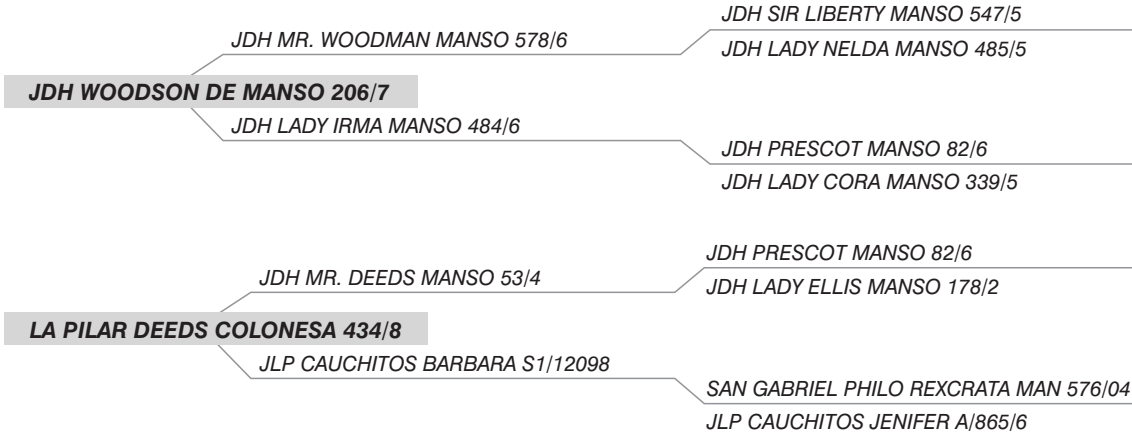 JDH SIR LIBERTY MANSO 547/5
JDH MR. WOODMAN MANSO 578/6
JDH LADY NELDA MANSO 485/5
JDH WOODSON DE MANSO 206/7
JDH LADY IRMA MANSO 484/6
JDH PRESCOT MANSO 82/6
JDH LADY CORA MANSO 339/5
JDH PRESCOT MANSO 82/6
JDH MR. DEEDS MANSO 53/4
JDH LADY ELLIS MANSO 178/2
LA PILAR DEEDS COLONESA 434/8
JLP CAUCHITOS BARBARA S1/12098
SAN GABRIEL PHILO REXCRATA MAN 576/04
JLP CAUCHITOS JENIFER A/865/6